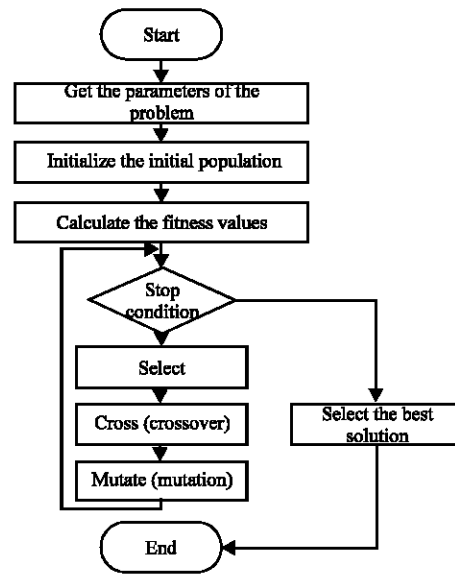 Start
Get the parameters of the
problem
Initialize the initial population
Calculate the fitness values
Stop
condition
Select
Cross (crossover)
Mutate (mutation)
Select the best
solution
End